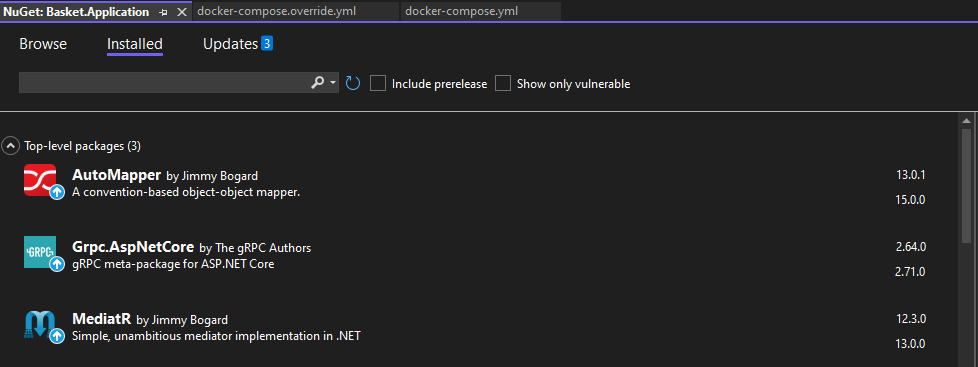 NuGet: Basket.Application
docker-compose.override.yml
docker-compose.yml
Browse
Installed
Updates 3
Include prerelease
Show only vulnerable
Top-level packages (3)
AutoMapper by Jimmy Bogard
13.0.1
A convention-based object-object mapper.
15.0.0
GRPC
Grpc.AspNetCore by The gRPC Authors
2.64.0
gRPC meta-package for ASP.NET Core
2.71.0
MediatR by Jimmy Bogard
12.3.0
Simple, unambitious mediator implementation in .NET
13.0.0